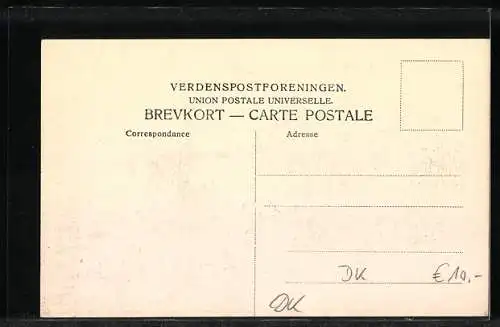 VERDENSPOSTFORENINGEN.
UNION POSTALE UNIVERSELLE.
BREVKORT — CARTE POSTALE
Correspondance Adresse
DK €10,-
DK